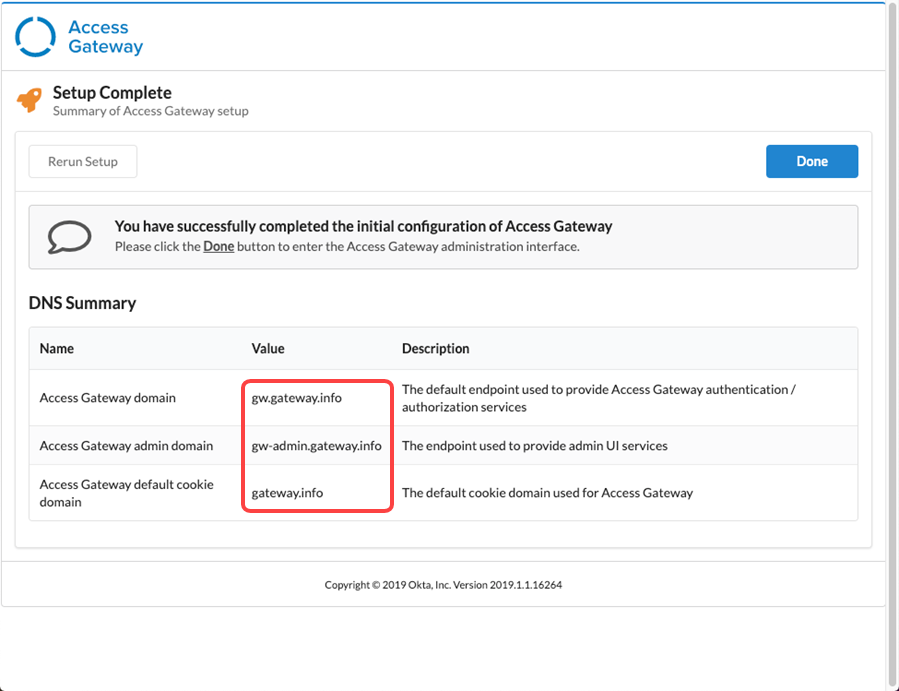 Access
Gateway
Setup Complete
Summary of Access Gateway setup
Rerun Setup
Done
You have successfully completed the initial configuration of Access Gateway
Please click the Done button to enter the Access Gateway administration interface.
DNS Summary
Name Value Description
Access Gateway domain gw.gateway.info The default endpoint used to provide Access Gateway authentication /
authorization services
Access Gateway admin domain gw-admin.gateway.info The endpoint used to provide admin UI services
Access Gateway default cookie
domain gateway.info The default cookie domain used for Access Gateway
Copyright © 2019 Okta, Inc. Version 2019.1.1.16264